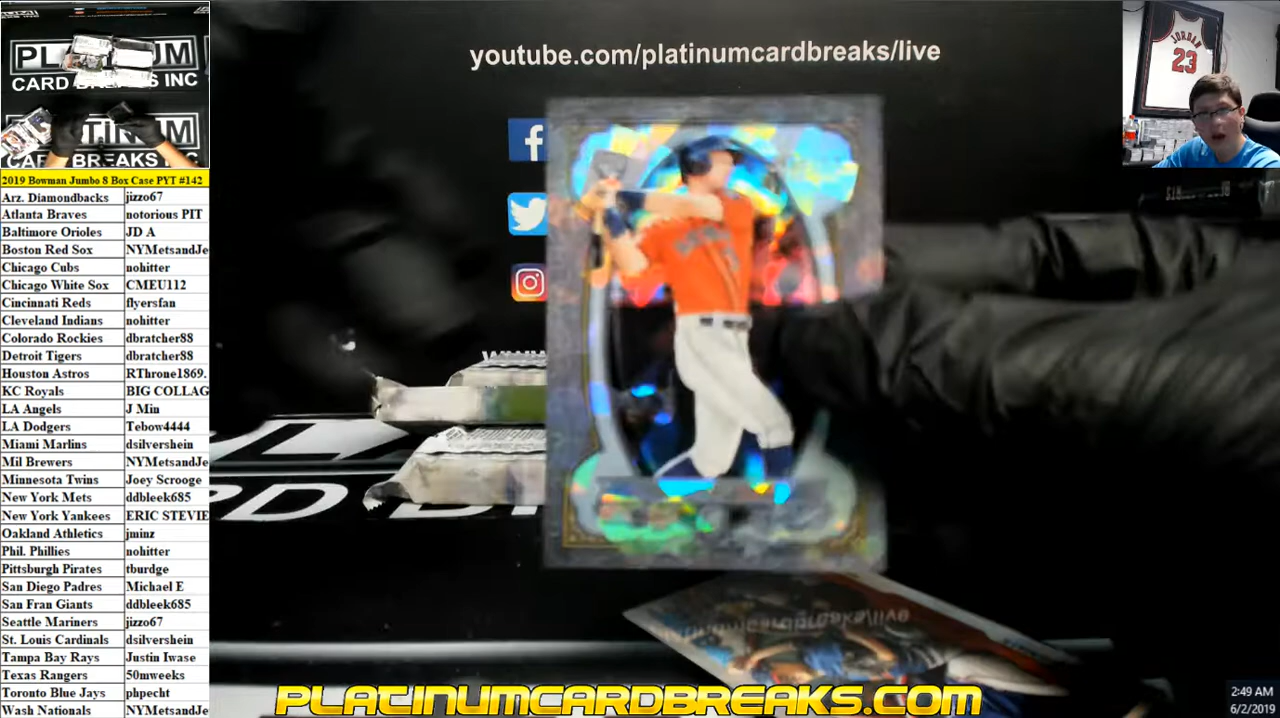 youtube.com/platinumcardbreaks/live
JORDAN
23
CARD BREAKS INC
CARD BREAKS INC
2019 Bowman Jumbo 8 Box Case PYT #142
Arz. Diamondbacks jizzo67
Atlanta Braves notorious PIT
Baltimore Orioles JD A
Boston Red Sox NYMetsandJe
Chicago Cubs nohitter
Chicago White Sox CMEU112
Cincinnati Reds flyersfan
Cleveland Indians nohitter
Colorado Rockies dbratcher88
Detroit Tigers dbratcher88
Houston Astros RThrone1869.
KC Royals BIG COLLAG
LA Angels J Min
LA Dodgers Tebow4444
Miami Marlins dsilvershein
Mil Brewers NYMetsandJe
Minnesota Twins Joey Scrooge
New York Mets ddbleek685
New York Yankees ERIC STEVIE
Oakland Athletics jminz
Phil. Phillies nohitter
Pittsburgh Pirates tburdge
San Diego Padres Michael E
San Fran Giants ddbleek685
Seattle Mariners jizzo67
St. Louis Cardinals dsilvershein
Tampa Bay Rays Justin Iwase
Texas Rangers 50mweeks
Toronto Blue Jays phpecht
Wash Nationals NYMetsandJe
PLATINUMCARDBREAKS.COM
2:49 AM
6/2/2019